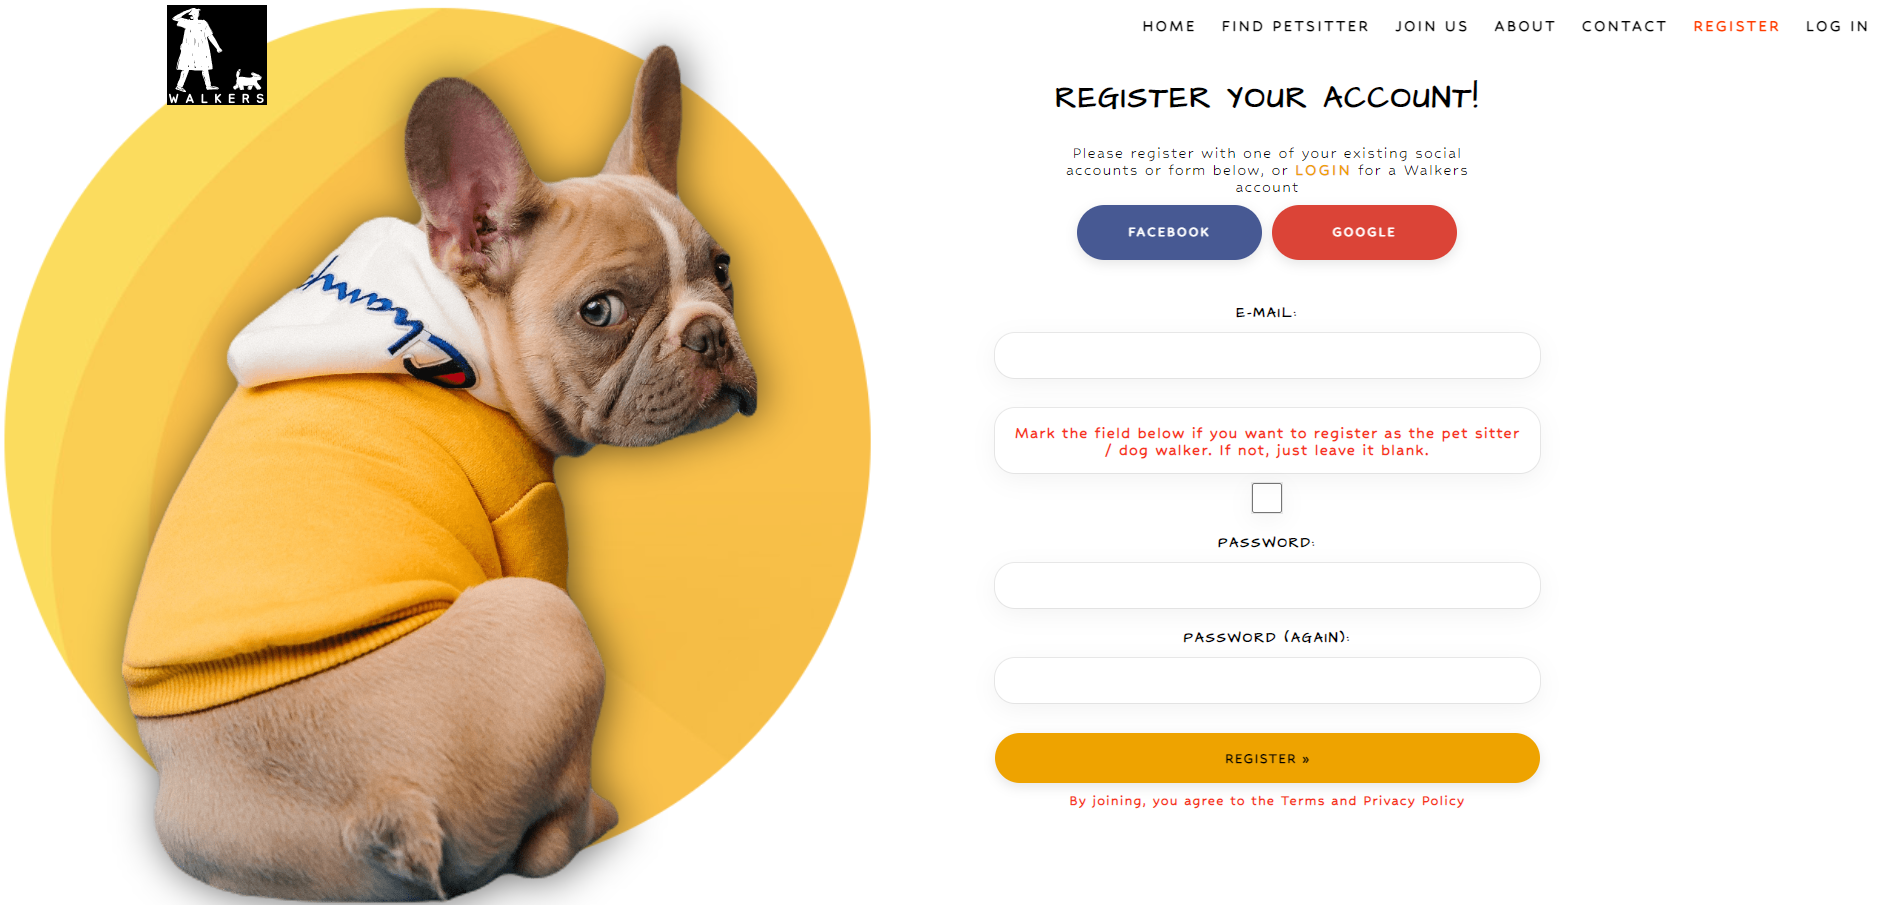 WALKERS
HOME FIND PETSITTER JOIN US ABOUT CONTACT REGISTER LOG IN
REGISTER YOUR ACCOUNT!
Please register with one of your existing social
accounts or form below, or LOGIN for a Walkers
account
FACEBOOK GOOGLE
E-MAIL:
Mark the field below if you want to register as the pet sitter
/ dog walker. If not, just leave it blank.
PASSWORD:
PASSWORD (AGAIN):
REGISTER »
By joining, you agree to the Terms and Privacy Policy